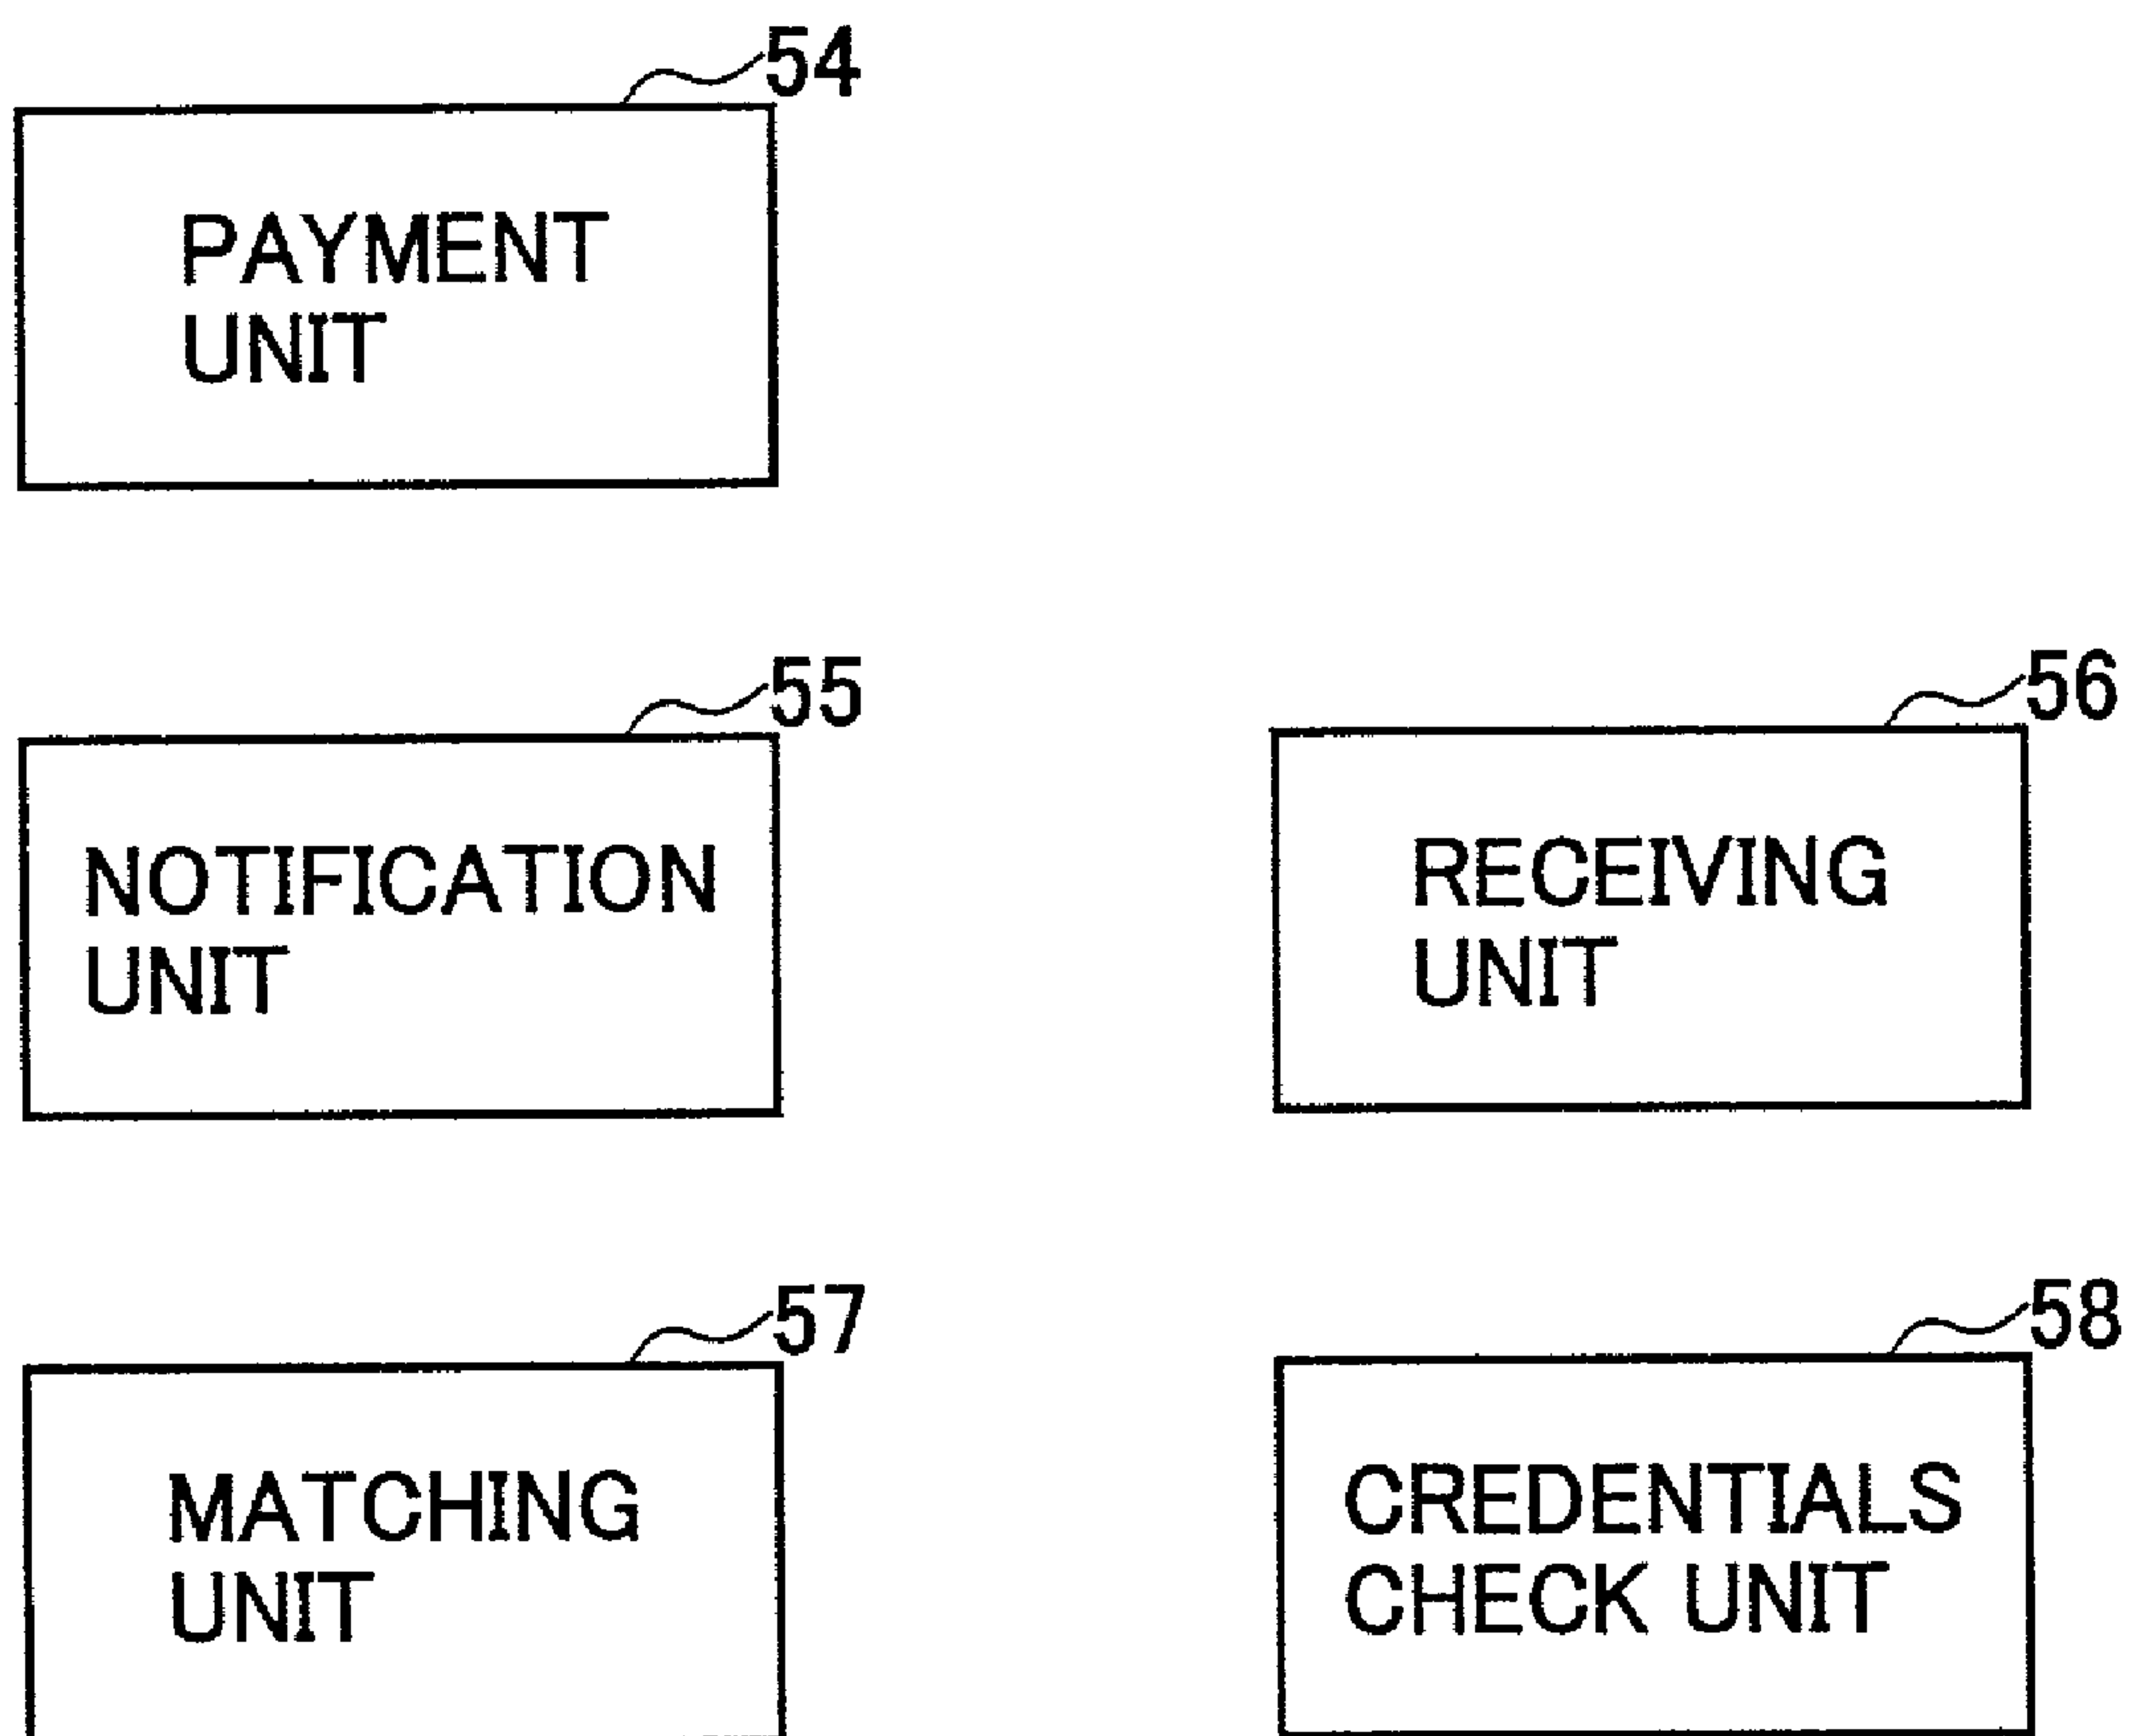 54
PAYMENT
UNIT
55
NOTIFICATION
UNIT
56
RECEIVING
UNIT
57
MATCHING
UNIT
58
CREDENTIALS
CHECK UNIT